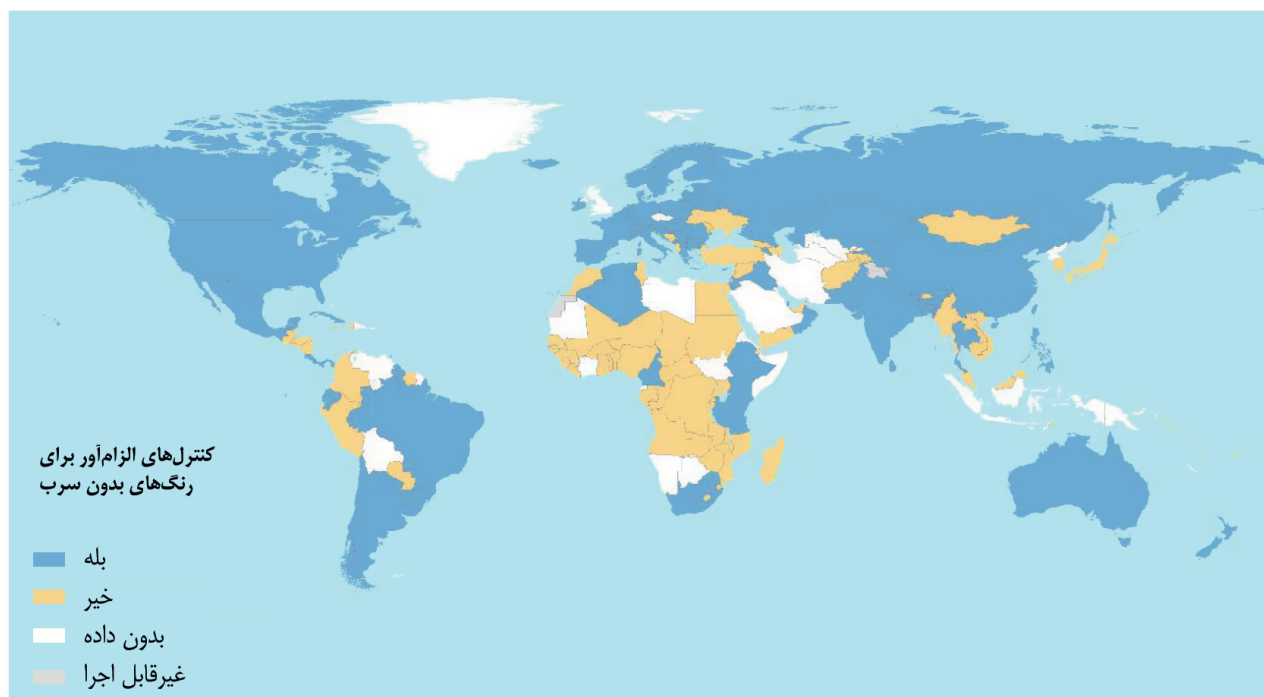 کنترل‌های الزام‌آور برای
رنگ‌های بدون سرب
بله
خیر
بدون داده
غیرقابل اجرا